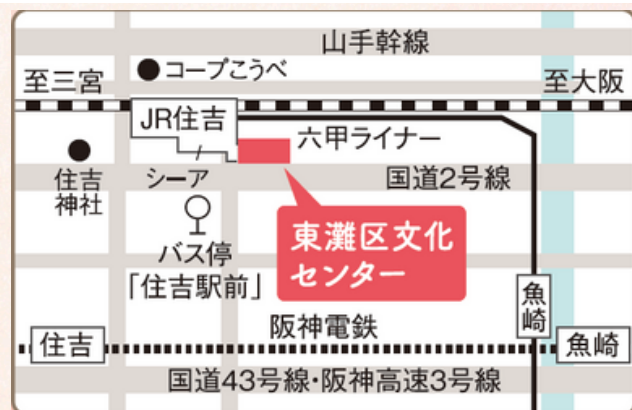 山手幹線
コープこうべ
至三宮
至大阪
JR住吉
六甲ライナー
住吉
神社
シーア
国道2号線
バス停
「住吉駅前」
東灘区文化
センター
魚崎
阪神電鉄
住吉
魚崎
国道43号線・阪神高速3号線